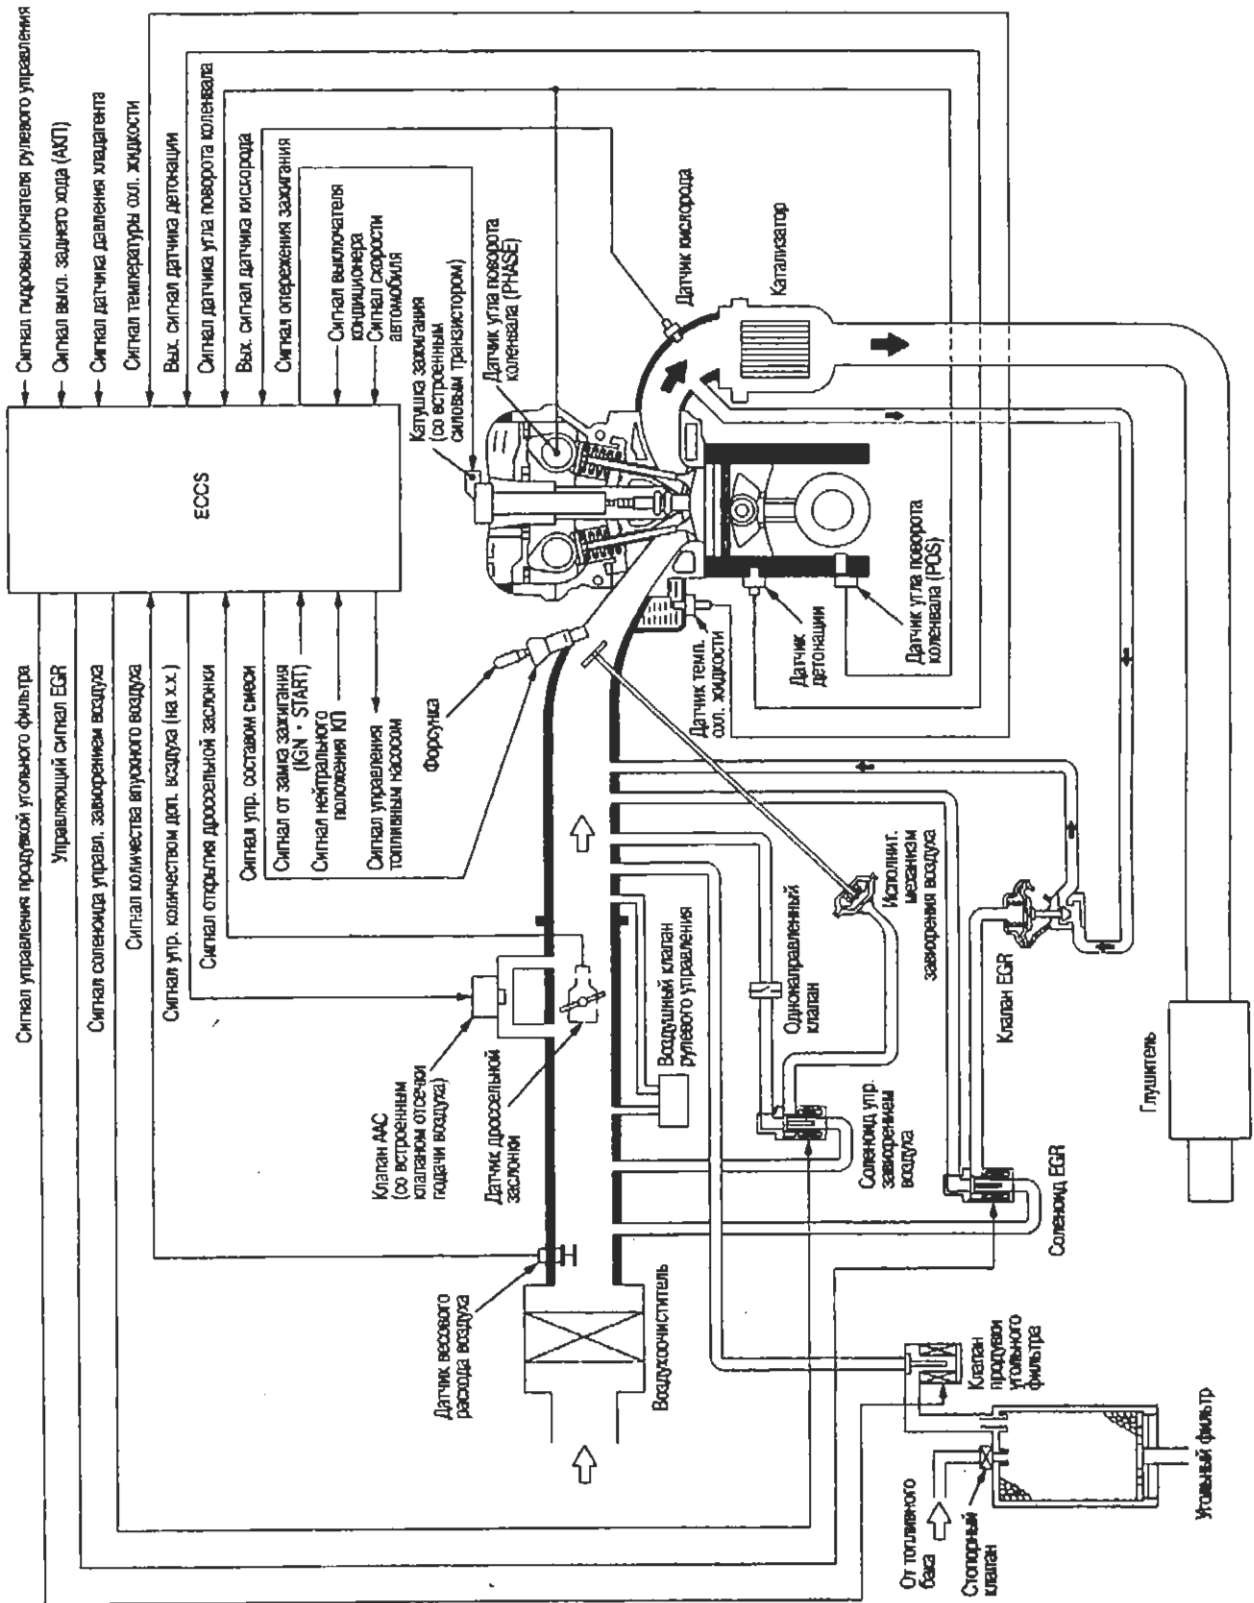 Сигнал гидровыключателя рулевого управления
Сигнал выкл. заднего хода (АКП)
Сигнал датчика давления хладагента
Сигнал температуры охл. жидкости
Вых. сигнал датчика детонации
Сигнал датчика угла поворота коленвала
Вых. сигнал датчика кислорода
Сигнал опережения зажигания
Сигнал выключателя
кондиционера
Сигнал скорости
автомобиля
ECCS
Сигнал управления продувкой угольного фильтра
Управляющий сигнал EGR
Сигнал соленоида управл. завихрением воздуха
Сигнал количества впускного воздуха
Сигнал упр. количеством доп. воздуха (на х.х.)
Сигнал открытия дроссельной заслонки
Сигнал упр. составом смеси
Сигнал от замка зажигания
(IGN · START)
Сигнал нейтрального
положения КП
Сигнал управления
топливным насосом
Катушка зажигания
(со встроенным
силовым транзистором)
Датчик угла поворота
коленвала (PHASE)
Датчик кислорода
Катализатор
Форсунка
Датчик темп.
охл. жидкости
Датчик
детонации
Датчик угла поворота
коленвала (POS)
Клапан ААС
(со встроенным
клапаном отсечки
подачи воздуха)
Датчик дроссельной
заслонки
Воздушный клапан
рулевого управления
Однонаправленный
клапан
Исполнит.
механизм
завихрения воздуха
Клапан EGR
Глушитель
Датчик весового
расхода воздуха
Воздухоочиститель
Соленоид упр.
завихрением
воздуха
Соленоид EGR
Клапан
продувки
угольного
фильтра
От топливного
бака
Стопорный
клапан
Угольный фильтр